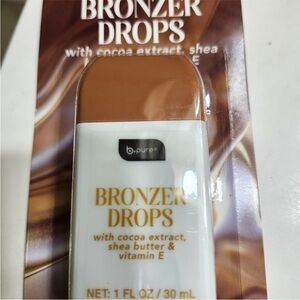 BRONZER
DROPS
with cocoa extract, shea
E
b.pure
BRONZER
DROPS
with cocoa extract,
shea butter &
vitamin E
NET: 1 FL OZ / 30 mL